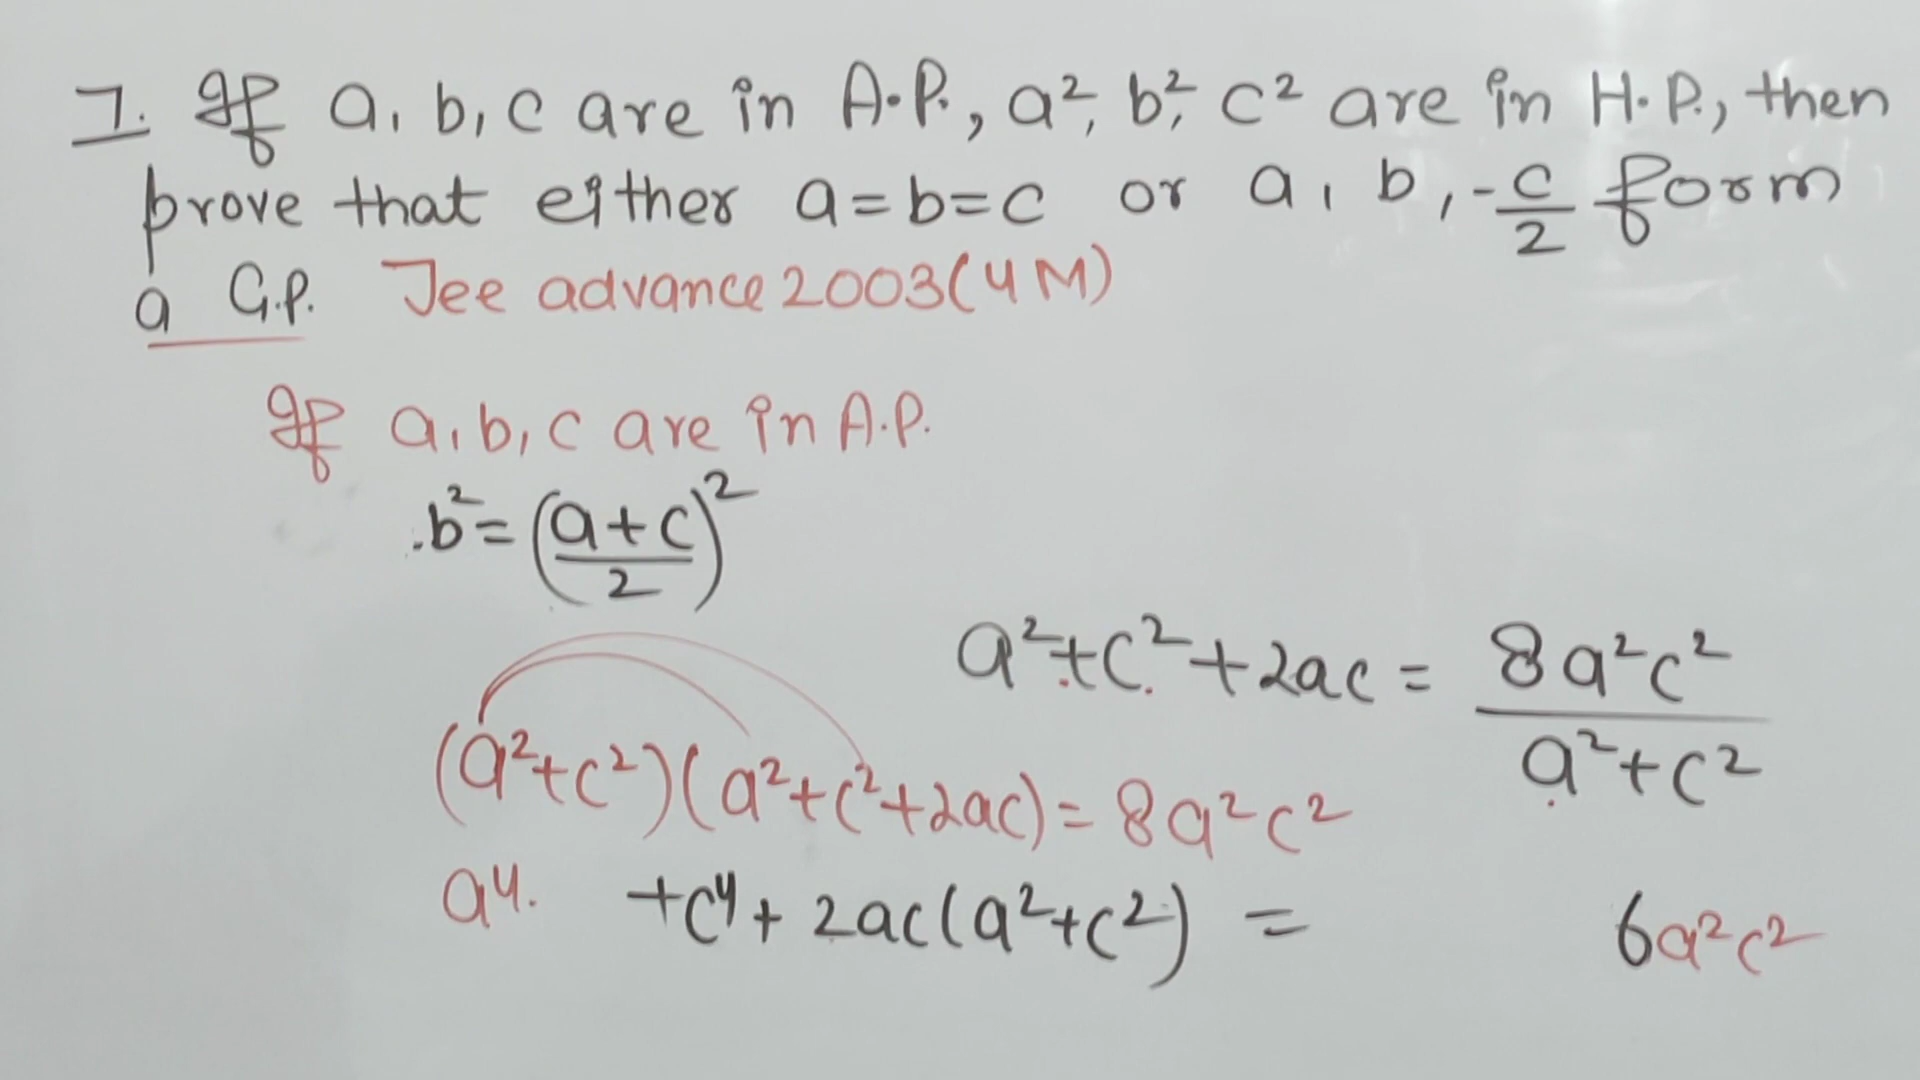 7. If a, b, c are in A.P., a², b², c² are in H.P., then
prove that either a=b=c or a, b, -c/2 form
a G.P. Jee advance 2003 (4M)
If a, b, c are in A.P.
b² = ((a+c)/2)²
a²+c²+2ac = 8a²c²/(a²+c²)
(a²+c²)(a²+c²+2ac) = 8a²c²
a⁴. +c⁴+ 2ac(a²+c²) = 6a²c²